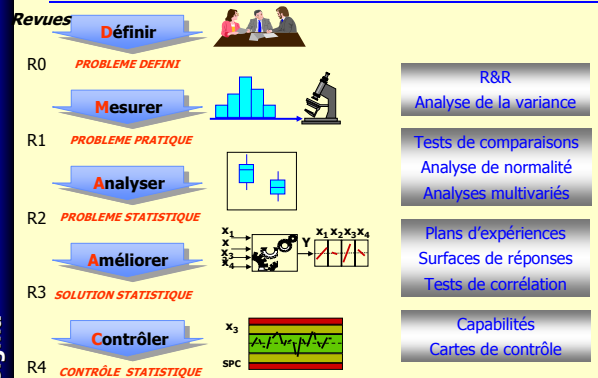 Revues
Définir
R0 PROBLEME DEFINI
Mesurer
R1 PROBLEME PRATIQUE
R&R
Analyse de la variance
Analyser
R2 PROBLEME STATISTIQUE
Tests de comparaisons
Analyse de normalité
Analyses multivariés
Améliorer
R3 SOLUTION STATISTIQUE
x1
x
x3
x4
Y
x1 x2 x3 x4
Plans d'expériences
Surfaces de réponses
Tests de corrélation
Contrôler
R4 CONTRÔLE STATISTIQUE
x3
SPC
Capabilités
Cartes de contrôle